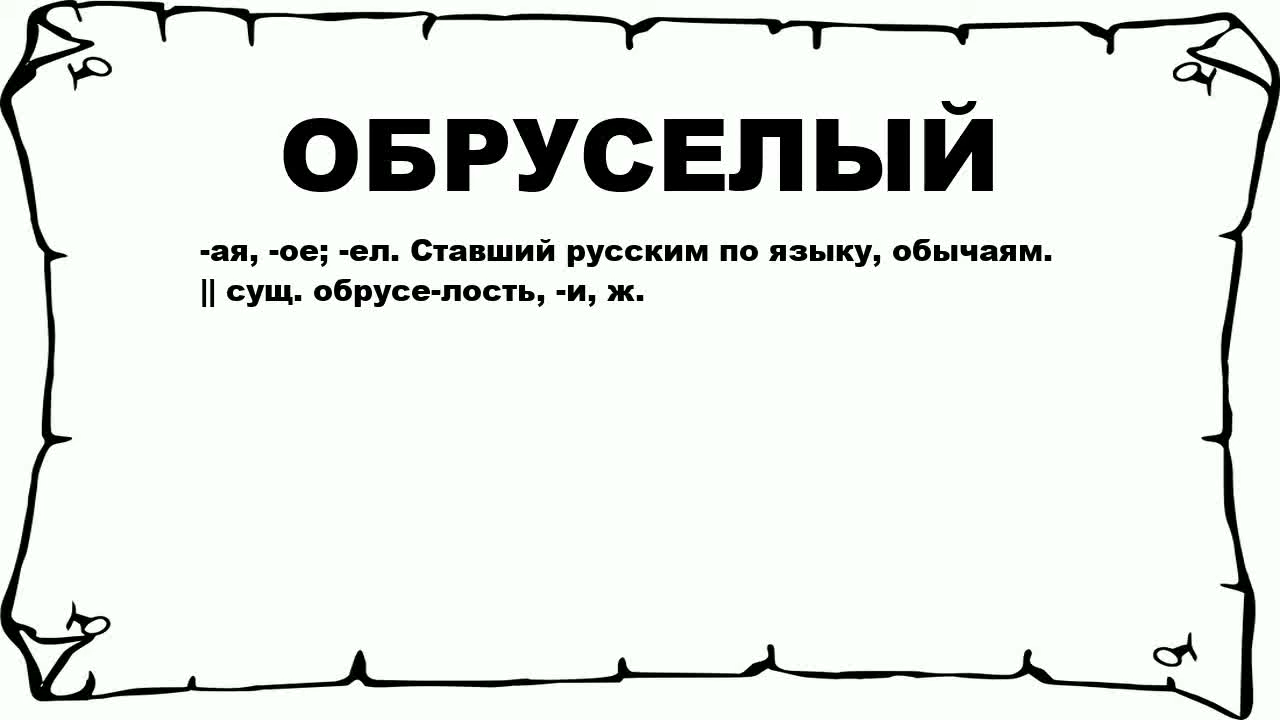 ОБРУСЕЛЫЙ
-ая, -ое; -ел. Ставший русским по языку, обычаям.
|| сущ. обрусе-лость, -и, ж.